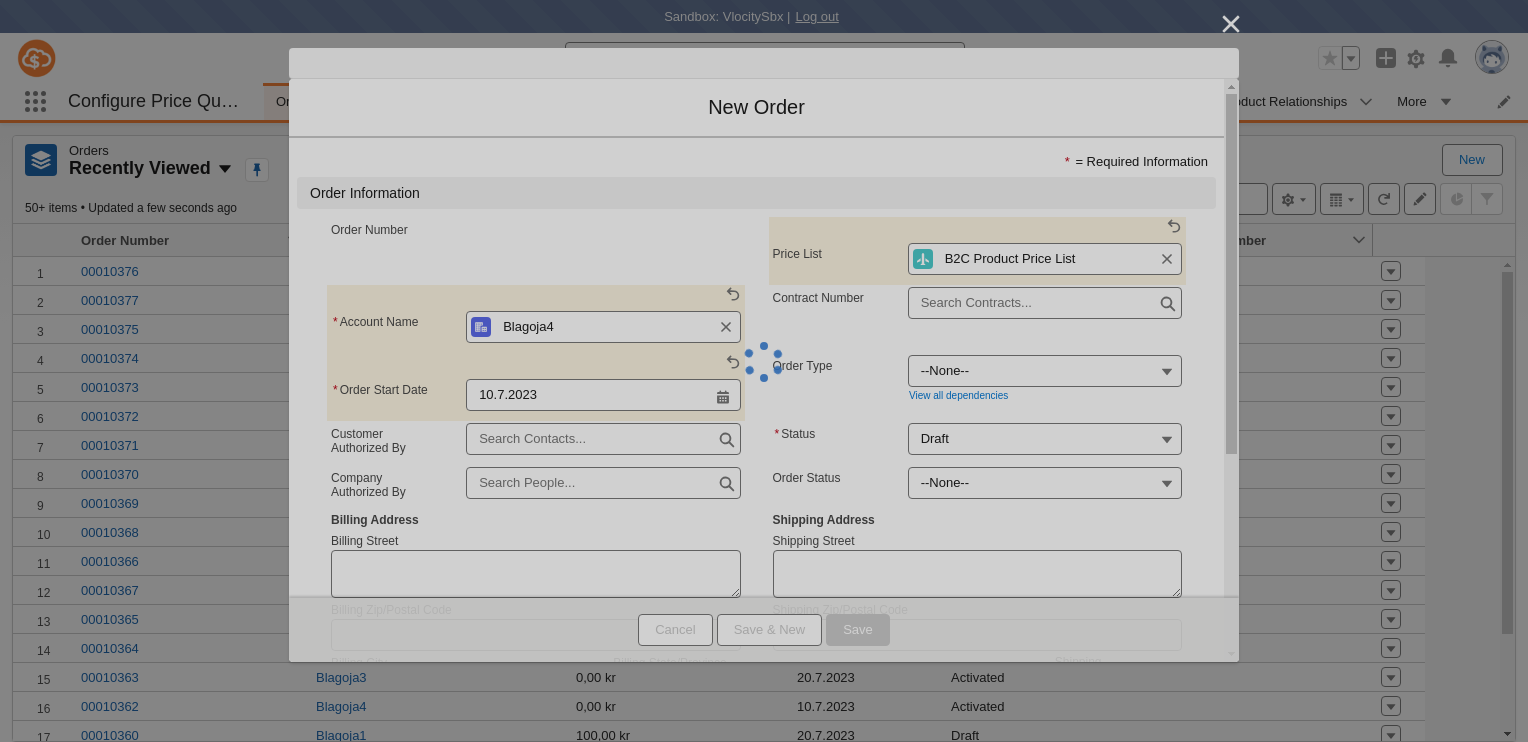 Sandbox: VlocitySbx | Log out
Configure Price Qu...
Or
oduct Relationships
More
Orders
Recently Viewed
New
50+ items • Updated a few seconds ago
Order Number
mber
1 00010376
2 00010377
3 00010375
4 00010374
5 00010373
6 00010372
7 00010371
8 00010370
9 00010369
10 00010368
11 00010366
12 00010367
13 00010365
14 00010364
15 00010363 Blagoja3 0,00 kr 20.7.2023 Activated
16 00010362 Blagoja4 0,00 kr 10.7.2023 Activated
17 00010360 Blagoja1 100,00 kr 20.7.2023 Draft
New Order
* = Required Information
Order Information
Order Number
Price List B2C Product Price List
Contract Number Search Contracts...
* Account Name Blagoja4
Order Type --None--
View all dependencies
* Order Start Date 10.7.2023
Customer
Authorized By Search Contacts...
* Status Draft
Company
Authorized By Search People...
Order Status --None--
Billing Address
Shipping Address
Billing Street
Shipping Street
Billing Zip/Postal Code
Shipping Zip/Postal Code
Cancel Save & New Save